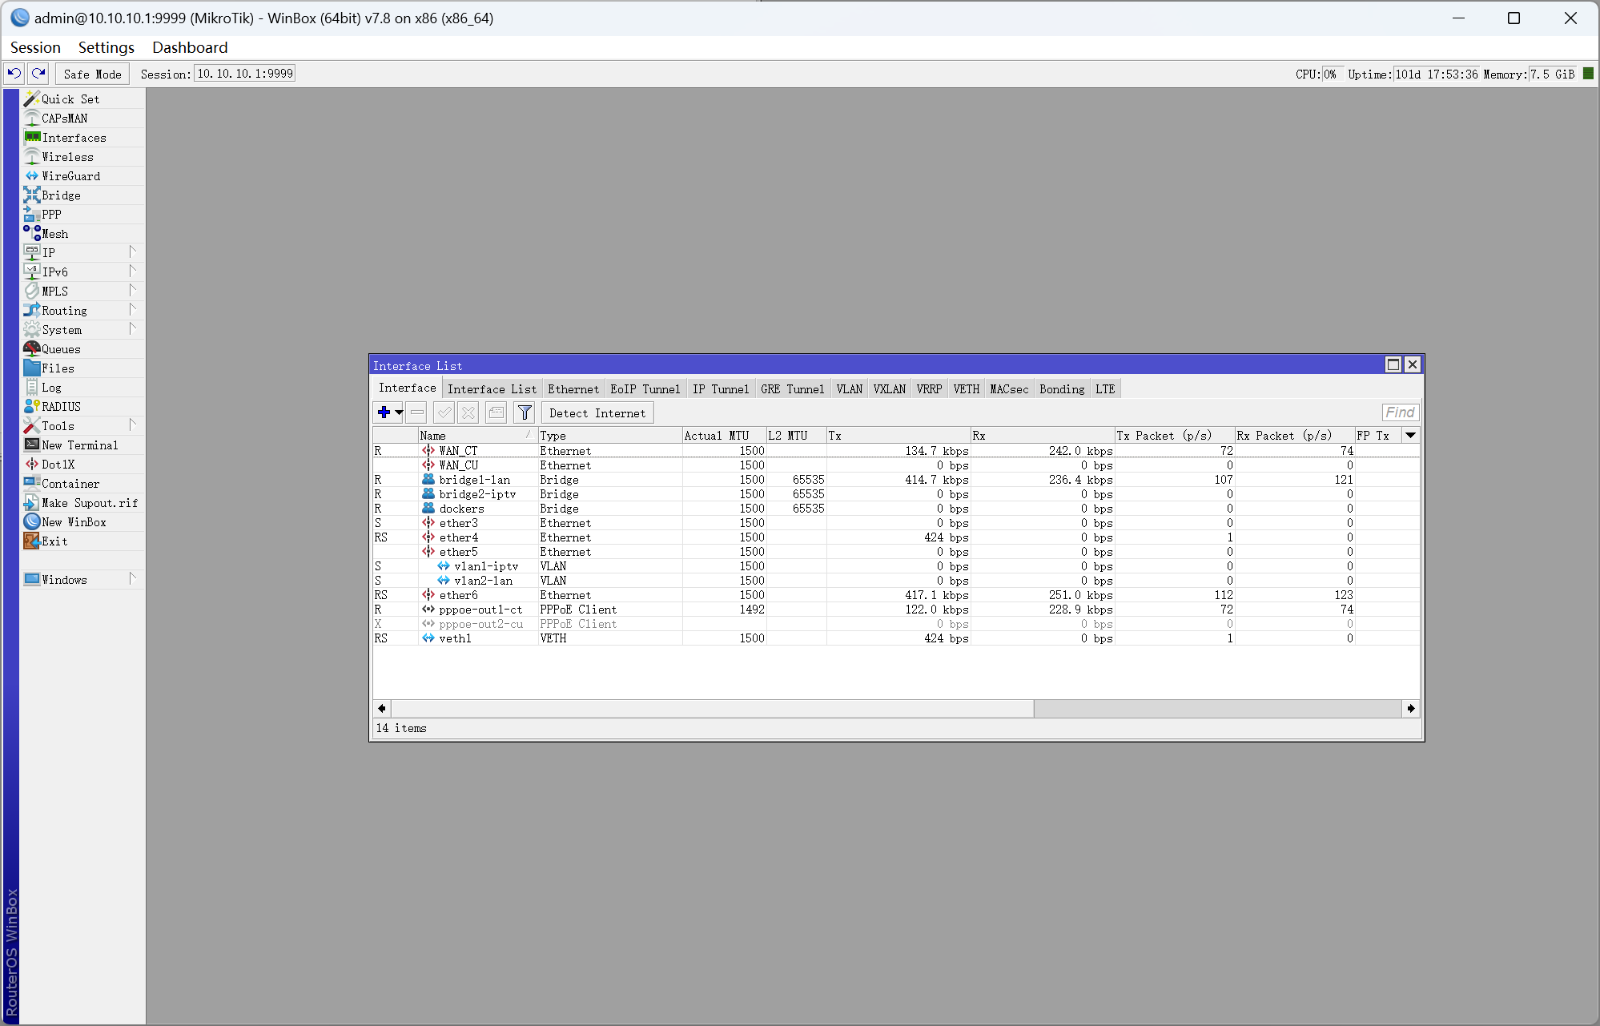 admin@10.10.10.1:9999 (MikroTik) - WinBox (64bit) v7.8 on x86 (x86_64)
Session Settings Dashboard
Safe Mode Session: 10.10.10.1:9999 CPU: 0% Uptime: 101d 17:53:36 Memory: 7.5 GiB
Quick Set
CAPsMAN
Interfaces
Wireless
WireGuard
Bridge
PPP
Mesh
IP
IPv6
MPLS
Routing
System
Queues
Files
Log
RADIUS
Tools
New Terminal
Dot1X
Container
Make Supout.rif
New WinBox
Exit
Windows
RouterOS WinBox
Interface List
Interface Interface List Ethernet EoIP Tunnel IP Tunnel GRE Tunnel VLAN VXLAN VRRP VETH MACsec Bonding LTE
Detect Internet Find
Name Type Actual MTU L2 MTU Tx Rx Tx Packet (p/s) Rx Packet (p/s) FP Tx
R WAN_CT Ethernet 1500 134.7 kbps 242.0 kbps 72 74
WAN_CU Ethernet 1500 0 bps 0 bps 0 0
R bridge1-lan Bridge 1500 65535 414.7 kbps 236.4 kbps 107 121
R bridge2-iptv Bridge 1500 65535 0 bps 0 bps 0 0
R dockers Bridge 1500 65535 0 bps 0 bps 0 0
S ether3 Ethernet 1500 0 bps 0 bps 0 0
RS ether4 Ethernet 1500 424 bps 0 bps 1 0
ether5 Ethernet 1500 0 bps 0 bps 0 0
S vlan1-iptv VLAN 1500 0 bps 0 bps 0 0
S vlan2-lan VLAN 1500 0 bps 0 bps 0 0
RS ether6 Ethernet 1500 417.1 kbps 251.0 kbps 112 123
R pppoe-out1-ct PPPoE Client 1492 122.0 kbps 228.9 kbps 72 74
X pppoe-out2-cu PPPoE Client 0 bps 0 bps 0 0
RS veth1 VETH 1500 424 bps 0 bps 1 0
14 items